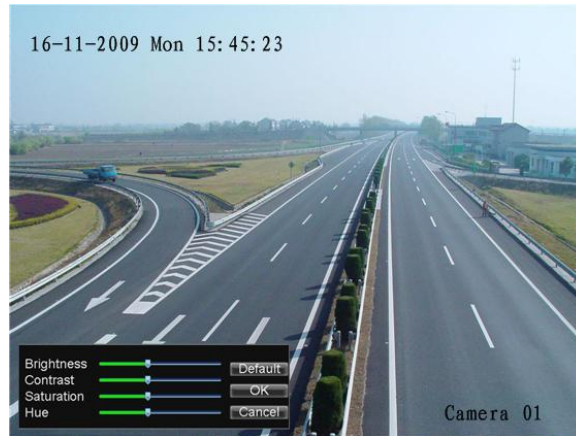 16-11-2009 Mon 15:45:23
Brightness
Default
Contrast
OK
Saturation
Hue
Cancel
Camera 01